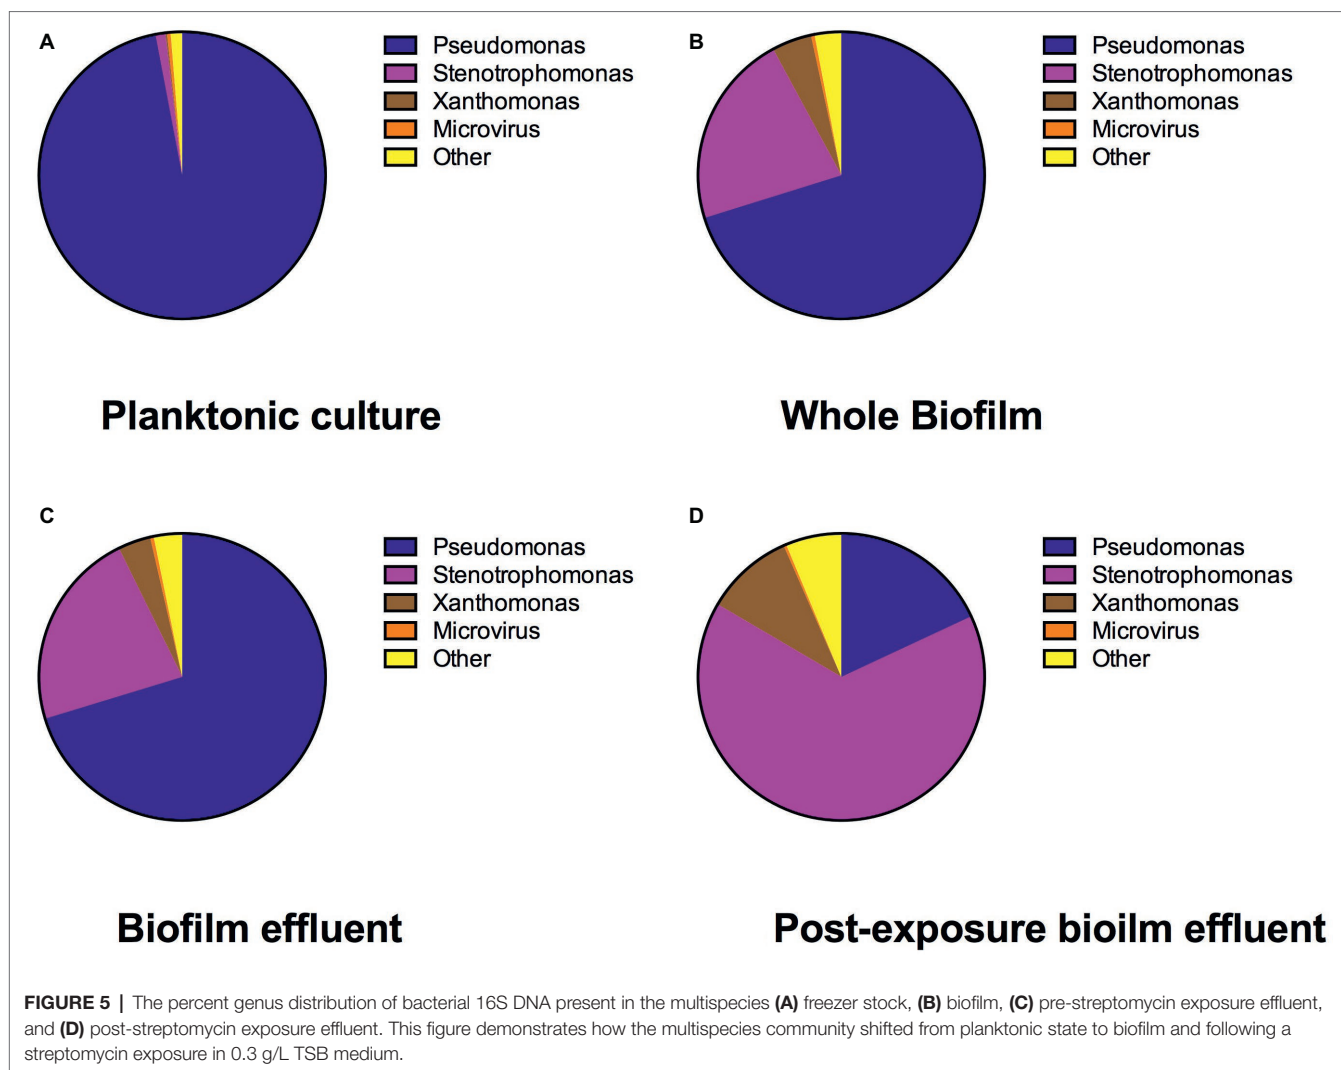 A
Pseudomonas
Stenotrophomonas
Xanthomonas
Microvirus
Other
Planktonic culture
B
Pseudomonas
Stenotrophomonas
Xanthomonas
Microvirus
Other
Whole Biofilm
C
Pseudomonas
Stenotrophomonas
Xanthomonas
Microvirus
Other
Biofilm effluent
D
Pseudomonas
Stenotrophomonas
Xanthomonas
Microvirus
Other
Post-exposure bioilm effluent
FIGURE 5 | The percent genus distribution of bacterial 16S DNA present in the multispecies (A) freezer stock, (B) biofilm, (C) pre-streptomycin exposure effluent,
and (D) post-streptomycin exposure effluent. This figure demonstrates how the multispecies community shifted from planktonic state to biofilm and following a
streptomycin exposure in 0.3 g/L TSB medium.